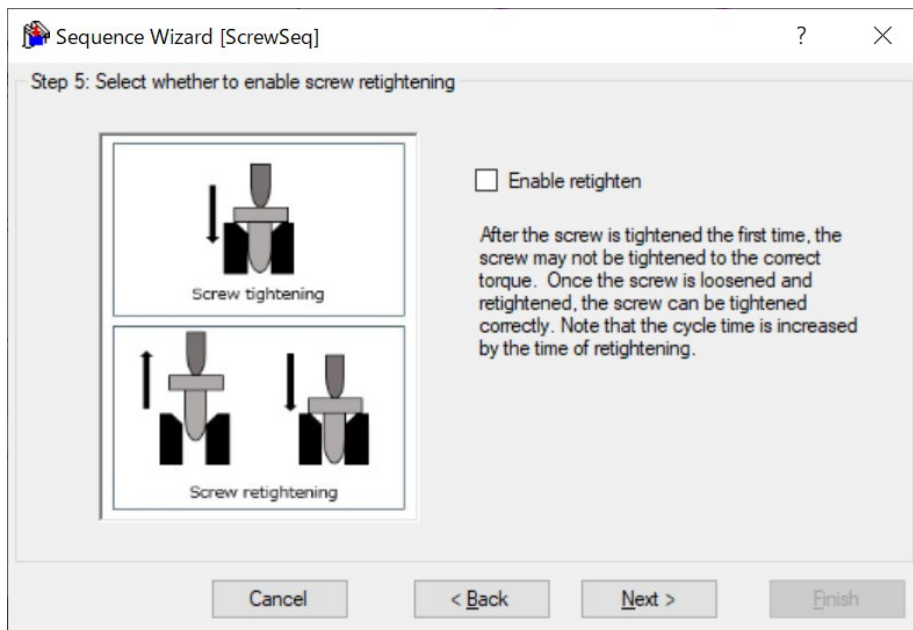 Sequence Wizard [ScrewSeq]
?
Step 5: Select whether to enable screw retightening
Screw tightening
Screw retightening
Enable retighten
After the screw is tightened the first time, the
screw may not be tightened to the correct
torque.  Once the screw is loosened and
retightened, the screw can be tightened
correctly. Note that the cycle time is increased
by the time of retightening.
Cancel
< Back
Next >
Finish